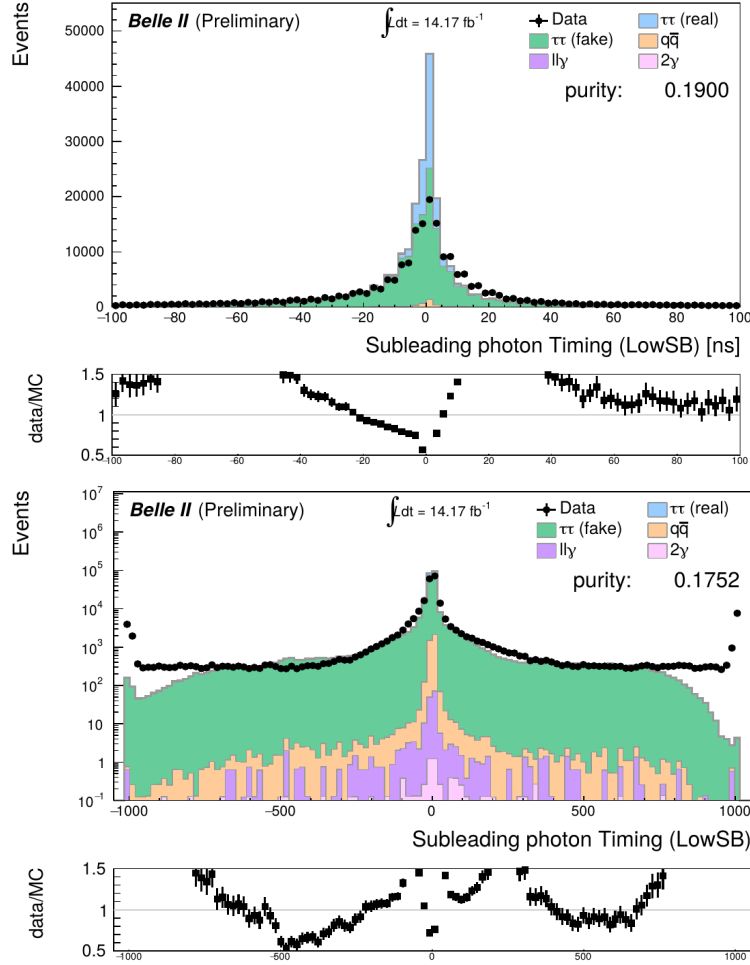 Belle II (Preliminary)
∫Ldt = 14.17 fb⁻¹
Data
ττ (real)
ττ (fake)
qq̅
llγ
2γ
purity: 0.1900
Events
50000
40000
30000
20000
10000
0
−100 −80 −60 −40 −20 0 20 40 60 80 100
Subleading photon Timing (LowSB) [ns]
data/MC
1.5
1
0.5
−100 −80 −60 −40 −20 0 20 40 60 80 100
Belle II (Preliminary)
∫Ldt = 14.17 fb⁻¹
Data
ττ (real)
ττ (fake)
qq̅
llγ
2γ
purity: 0.1752
Events
10⁷
10⁶
10⁵
10⁴
10³
10²
10
1
10⁻¹
−1000 −500 0 500 1000
Subleading photon Timing (LowSB)
data/MC
1.5
1
0.5
−1000 −500 0 500 1000